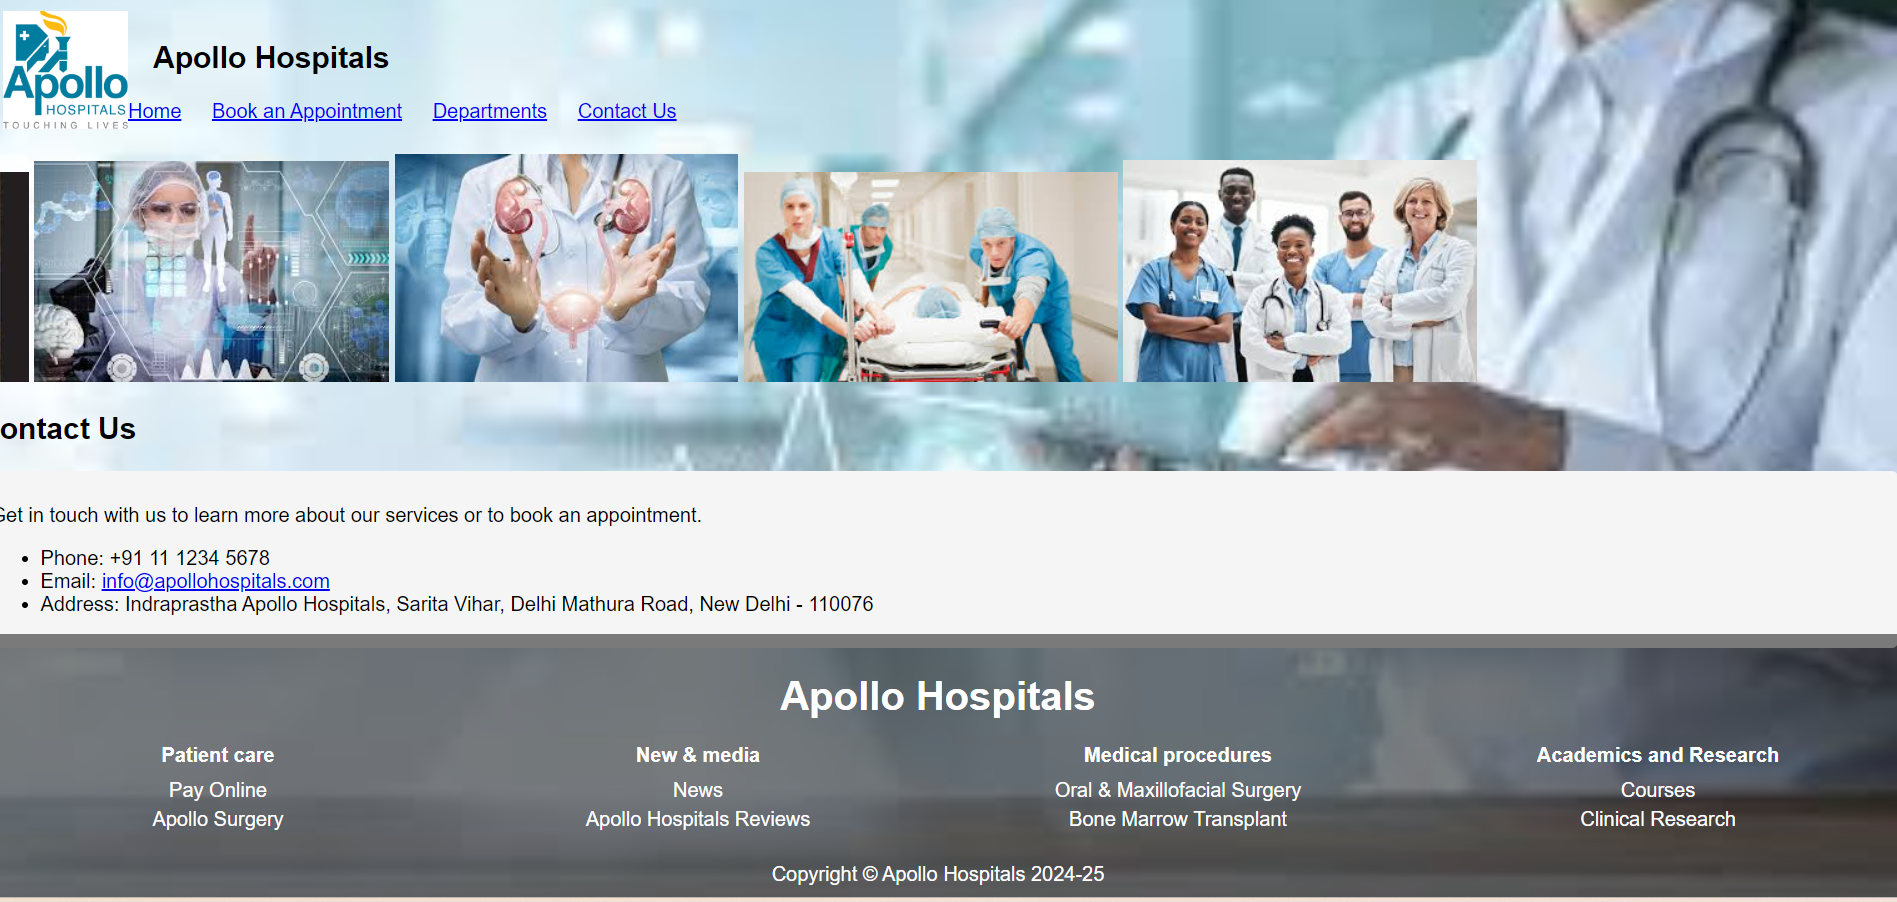 Apollo
HOSPITALS
TOUCHING LIVES
Apollo Hospitals
Home Book an Appointment Departments Contact Us
ontact Us
Get in touch with us to learn more about our services or to book an appointment.
• Phone: +91 11 1234 5678
• Email: info@apollohospitals.com
• Address: Indraprastha Apollo Hospitals, Sarita Vihar, Delhi Mathura Road, New Delhi - 110076
Apollo Hospitals
Patient care New & media Medical procedures Academics and Research
Pay Online News Oral & Maxillofacial Surgery Courses
Apollo Surgery Apollo Hospitals Reviews Bone Marrow Transplant Clinical Research
Copyright © Apollo Hospitals 2024-25